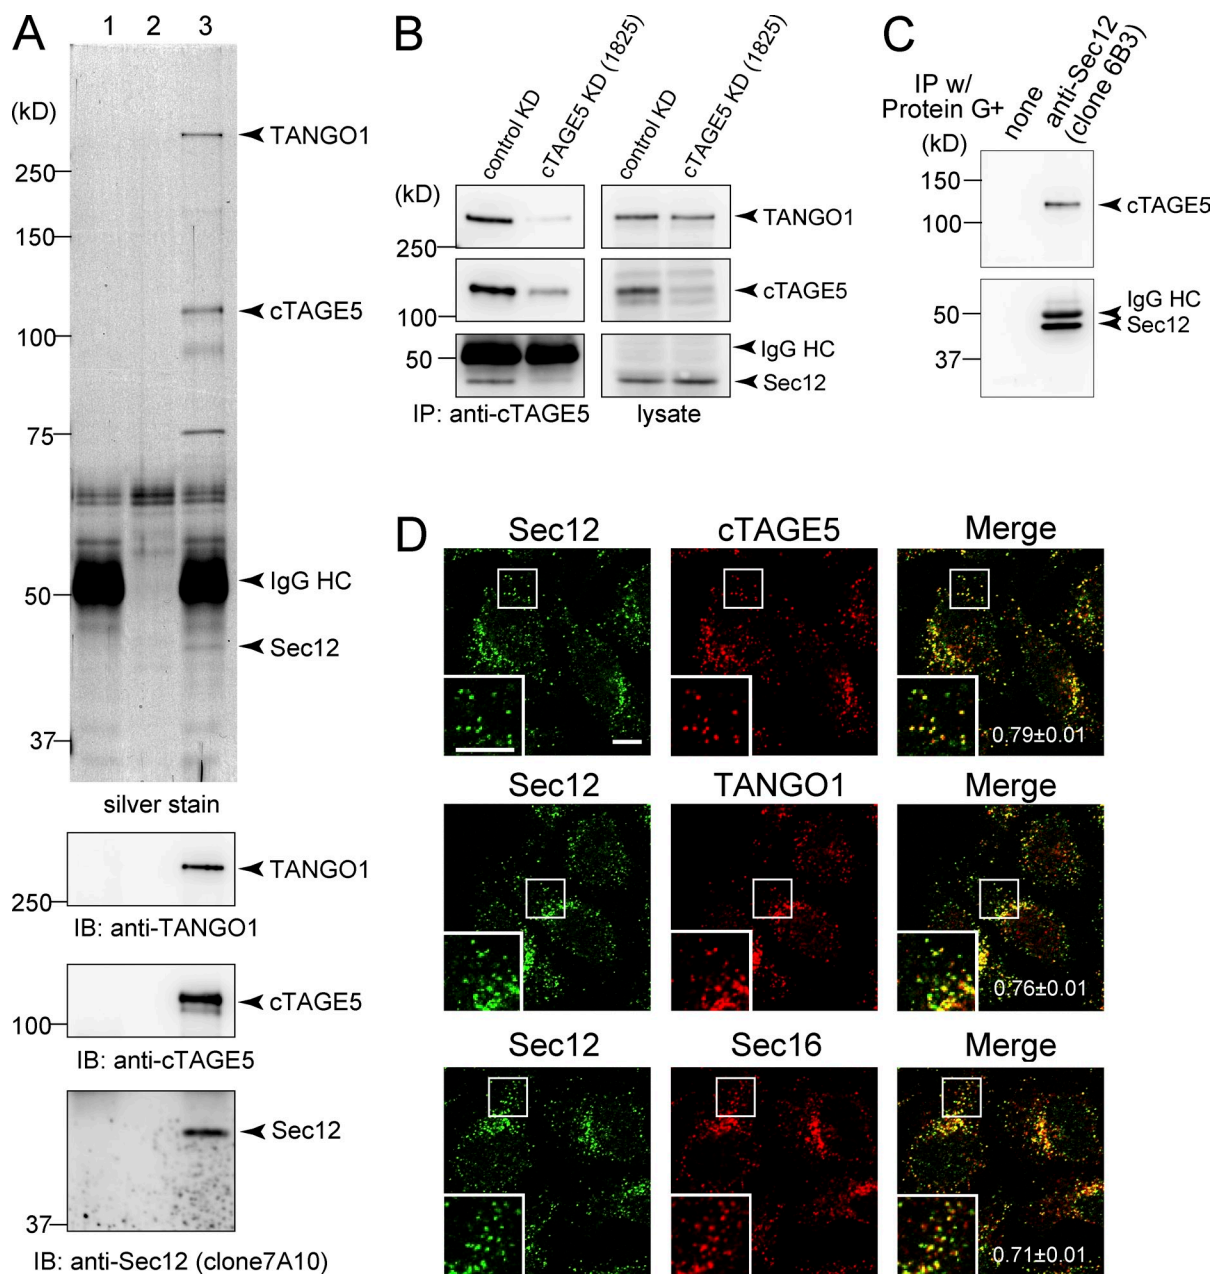 A
1 2 3
(kD)
TANGO1
250
150
cTAGE5
100
75
IgG HC
50
Sec12
37
silver stain
TANGO1
250
IB: anti-TANGO1
cTAGE5
100
IB: anti-cTAGE5
Sec12
37
IB: anti-Sec12 (clone7A10)
B
control KD
cTAGE5 KD (1825)
control KD
cTAGE5 KD (1825)
(kD)
TANGO1
250
cTAGE5
100
IgG HC
50
Sec12
IP: anti-cTAGE5 lysate
C
IP w/
Protein G+
none
anti-Sec12
(clone 6B3)
(kD)
150
cTAGE5
100
IgG HC
50
Sec12
37
D
Sec12 cTAGE5 Merge
0.79±0.01
Sec12 TANGO1 Merge
0.76±0.01
Sec12 Sec16 Merge
0.71±0.01